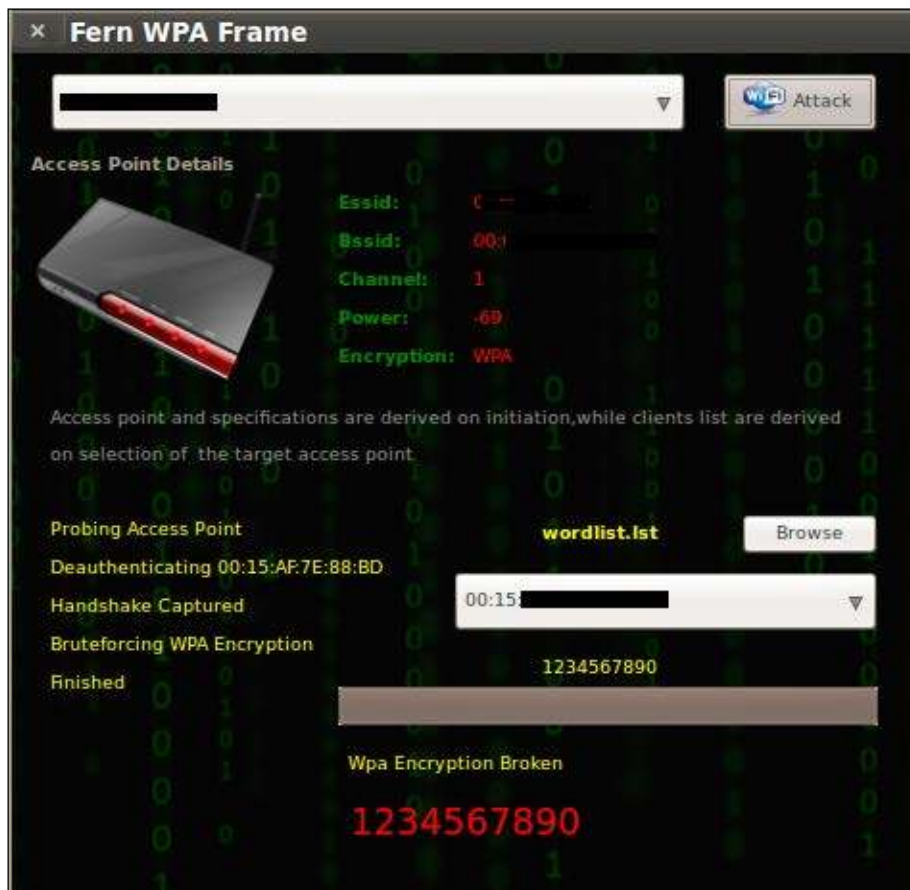 Fern WPA Frame
WiFi Attack
Access Point Details
Essid:
Bssid: 00:
Channel: 1
Power: -69
Encryption: WPA
Access point and specifications are derived on initiation,while clients list are derived
on selection of the target access point
Probing Access Point
wordlist.lst
Browse
Deauthenticating 00:15:AF:7E:88:BD
Handshake Captured
00:15:
Bruteforcing WPA Encryption
1234567890
Finished
Wpa Encryption Broken
1234567890